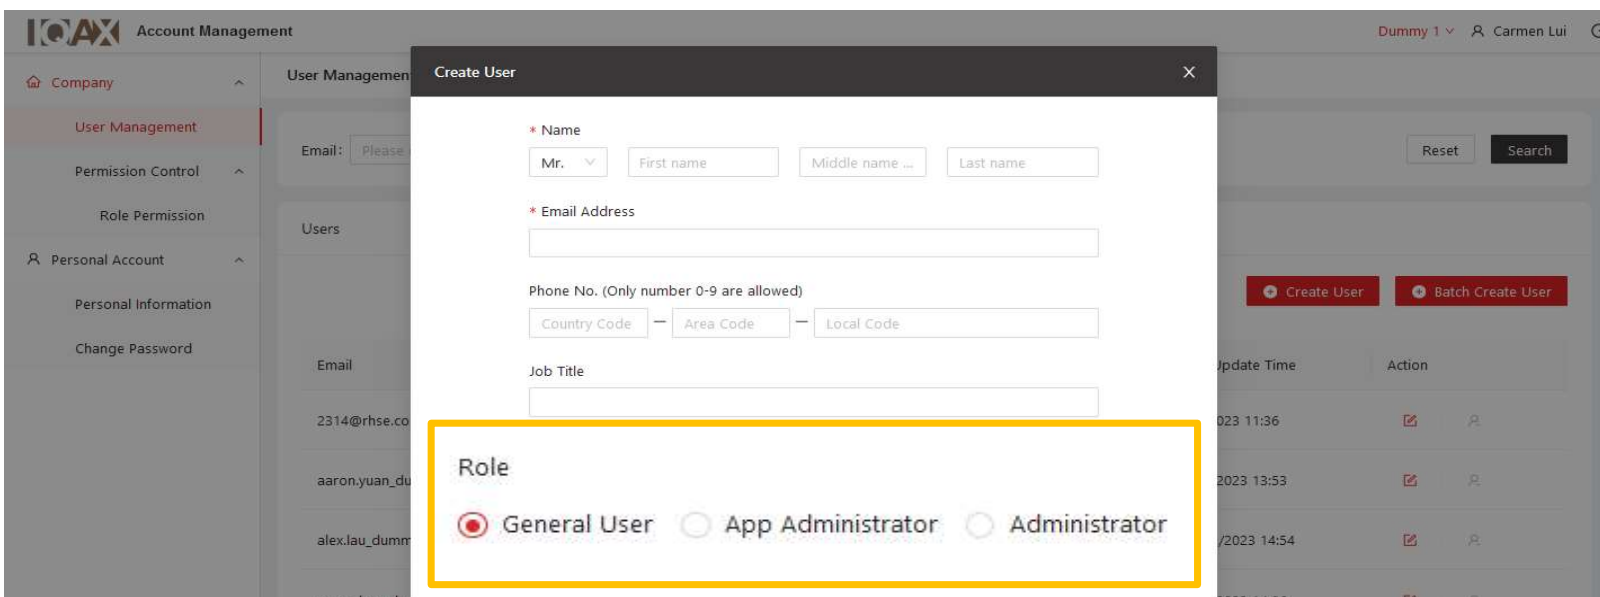 IQAX Account Management
Dummy 1 Carmen Lui
Company
User Management
Permission Control
Role Permission
Personal Account
Personal Information
Change Password
User Managemen
Email: Please
Reset Search
Users
Create User Batch Create User
Email
Update Time Action
2314@rhse.co
023 11:36
aaron.yuan_du
2023 13:53
alex.lau_dumm
/2023 14:54
Create User X
* Name
Mr. First name Middle name ... Last name
* Email Address
Phone No. (Only number 0-9 are allowed)
Country Code — Area Code — Local Code
Job Title
Role
General User App Administrator Administrator